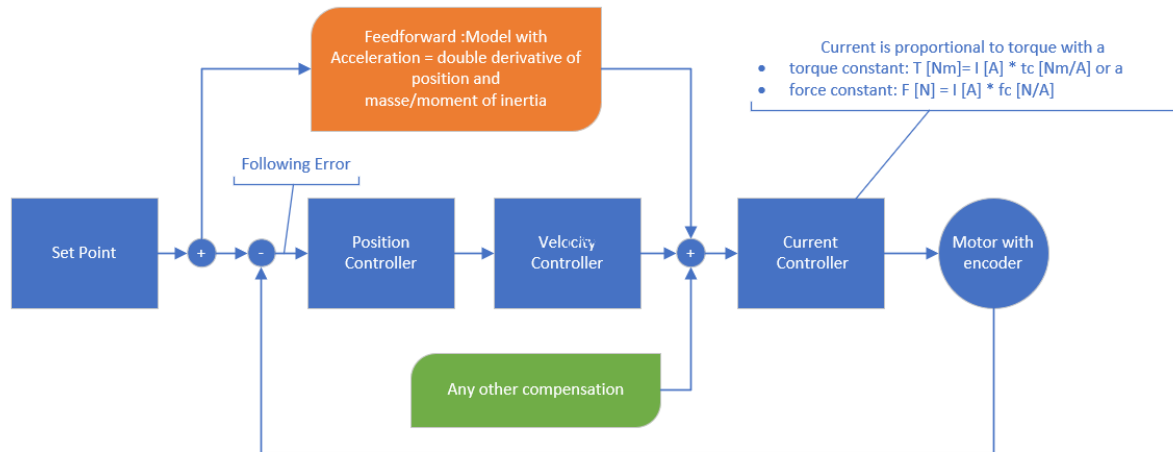 Feedforward :Model with
Acceleration = double derivative of
position and
masse/moment of inertia
Current is proportional to torque with a
• torque constant: T [Nm]= I [A] * tc [Nm/A] or a
• force constant: F [N] = I [A] * fc [N/A]
Following Error
Set Point
+
-
Position
Controller
Velocity
Controller
+
Current
Controller
Motor with
encoder
Any other compensation